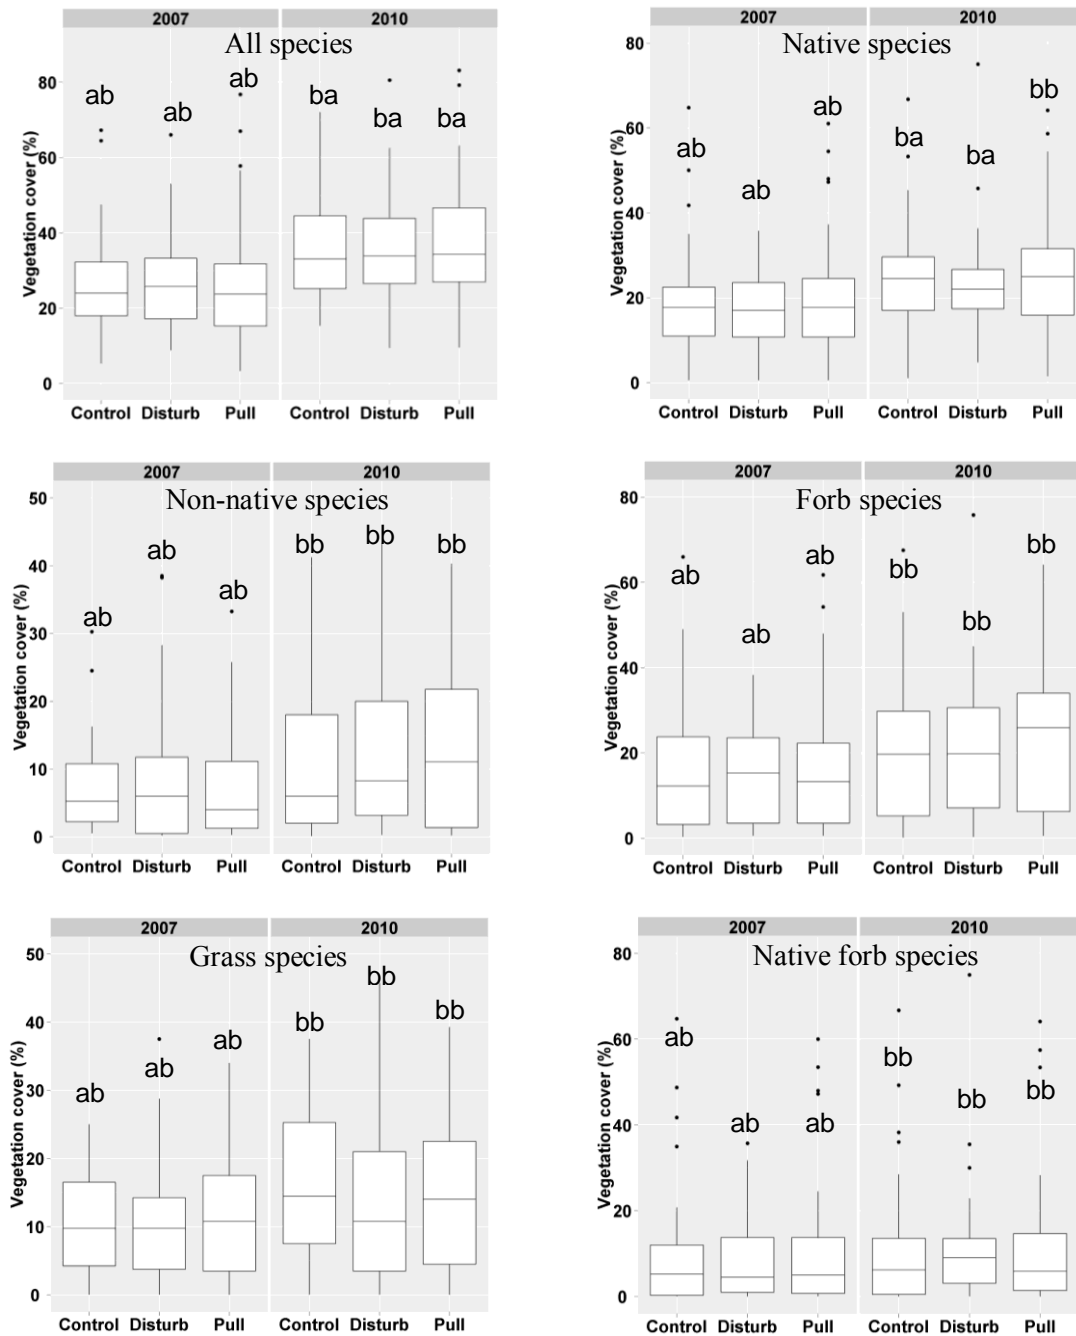 2007 2010
All species
Vegetation cover (%)
80
60
40
20
0
ab ab ab ba ba ba
Control Disturb Pull Control Disturb Pull
2007 2010
Native species
Vegetation cover (%)
80
60
40
20
0
ab ab ab ba ba bb
Control Disturb Pull Control Disturb Pull
2007 2010
Non-native species
Vegetation cover (%)
50
40
30
20
10
0
ab ab ab bb bb bb
Control Disturb Pull Control Disturb Pull
2007 2010
Forb species
Vegetation cover (%)
80
60
40
20
0
ab ab ab bb bb bb
Control Disturb Pull Control Disturb Pull
2007 2010
Grass species
Vegetation cover (%)
50
40
30
20
10
0
ab ab ab bb bb bb
Control Disturb Pull Control Disturb Pull
2007 2010
Native forb species
Vegetation cover (%)
80
60
40
20
0
ab ab ab bb bb bb
Control Disturb Pull Control Disturb Pull